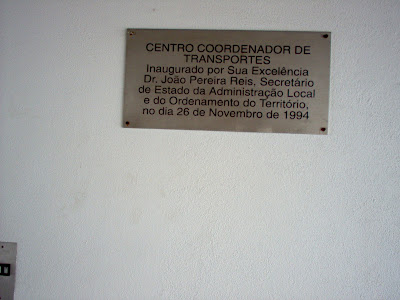 CENTRO COORDENADOR DE
TRANSPORTES
Inaugurado por Sua Excelência
Dr. João Pereira Reis, Secretário
de Estado da Administração Local
e do Ordenamento do Território,
no dia 26 de Novembro de 1994